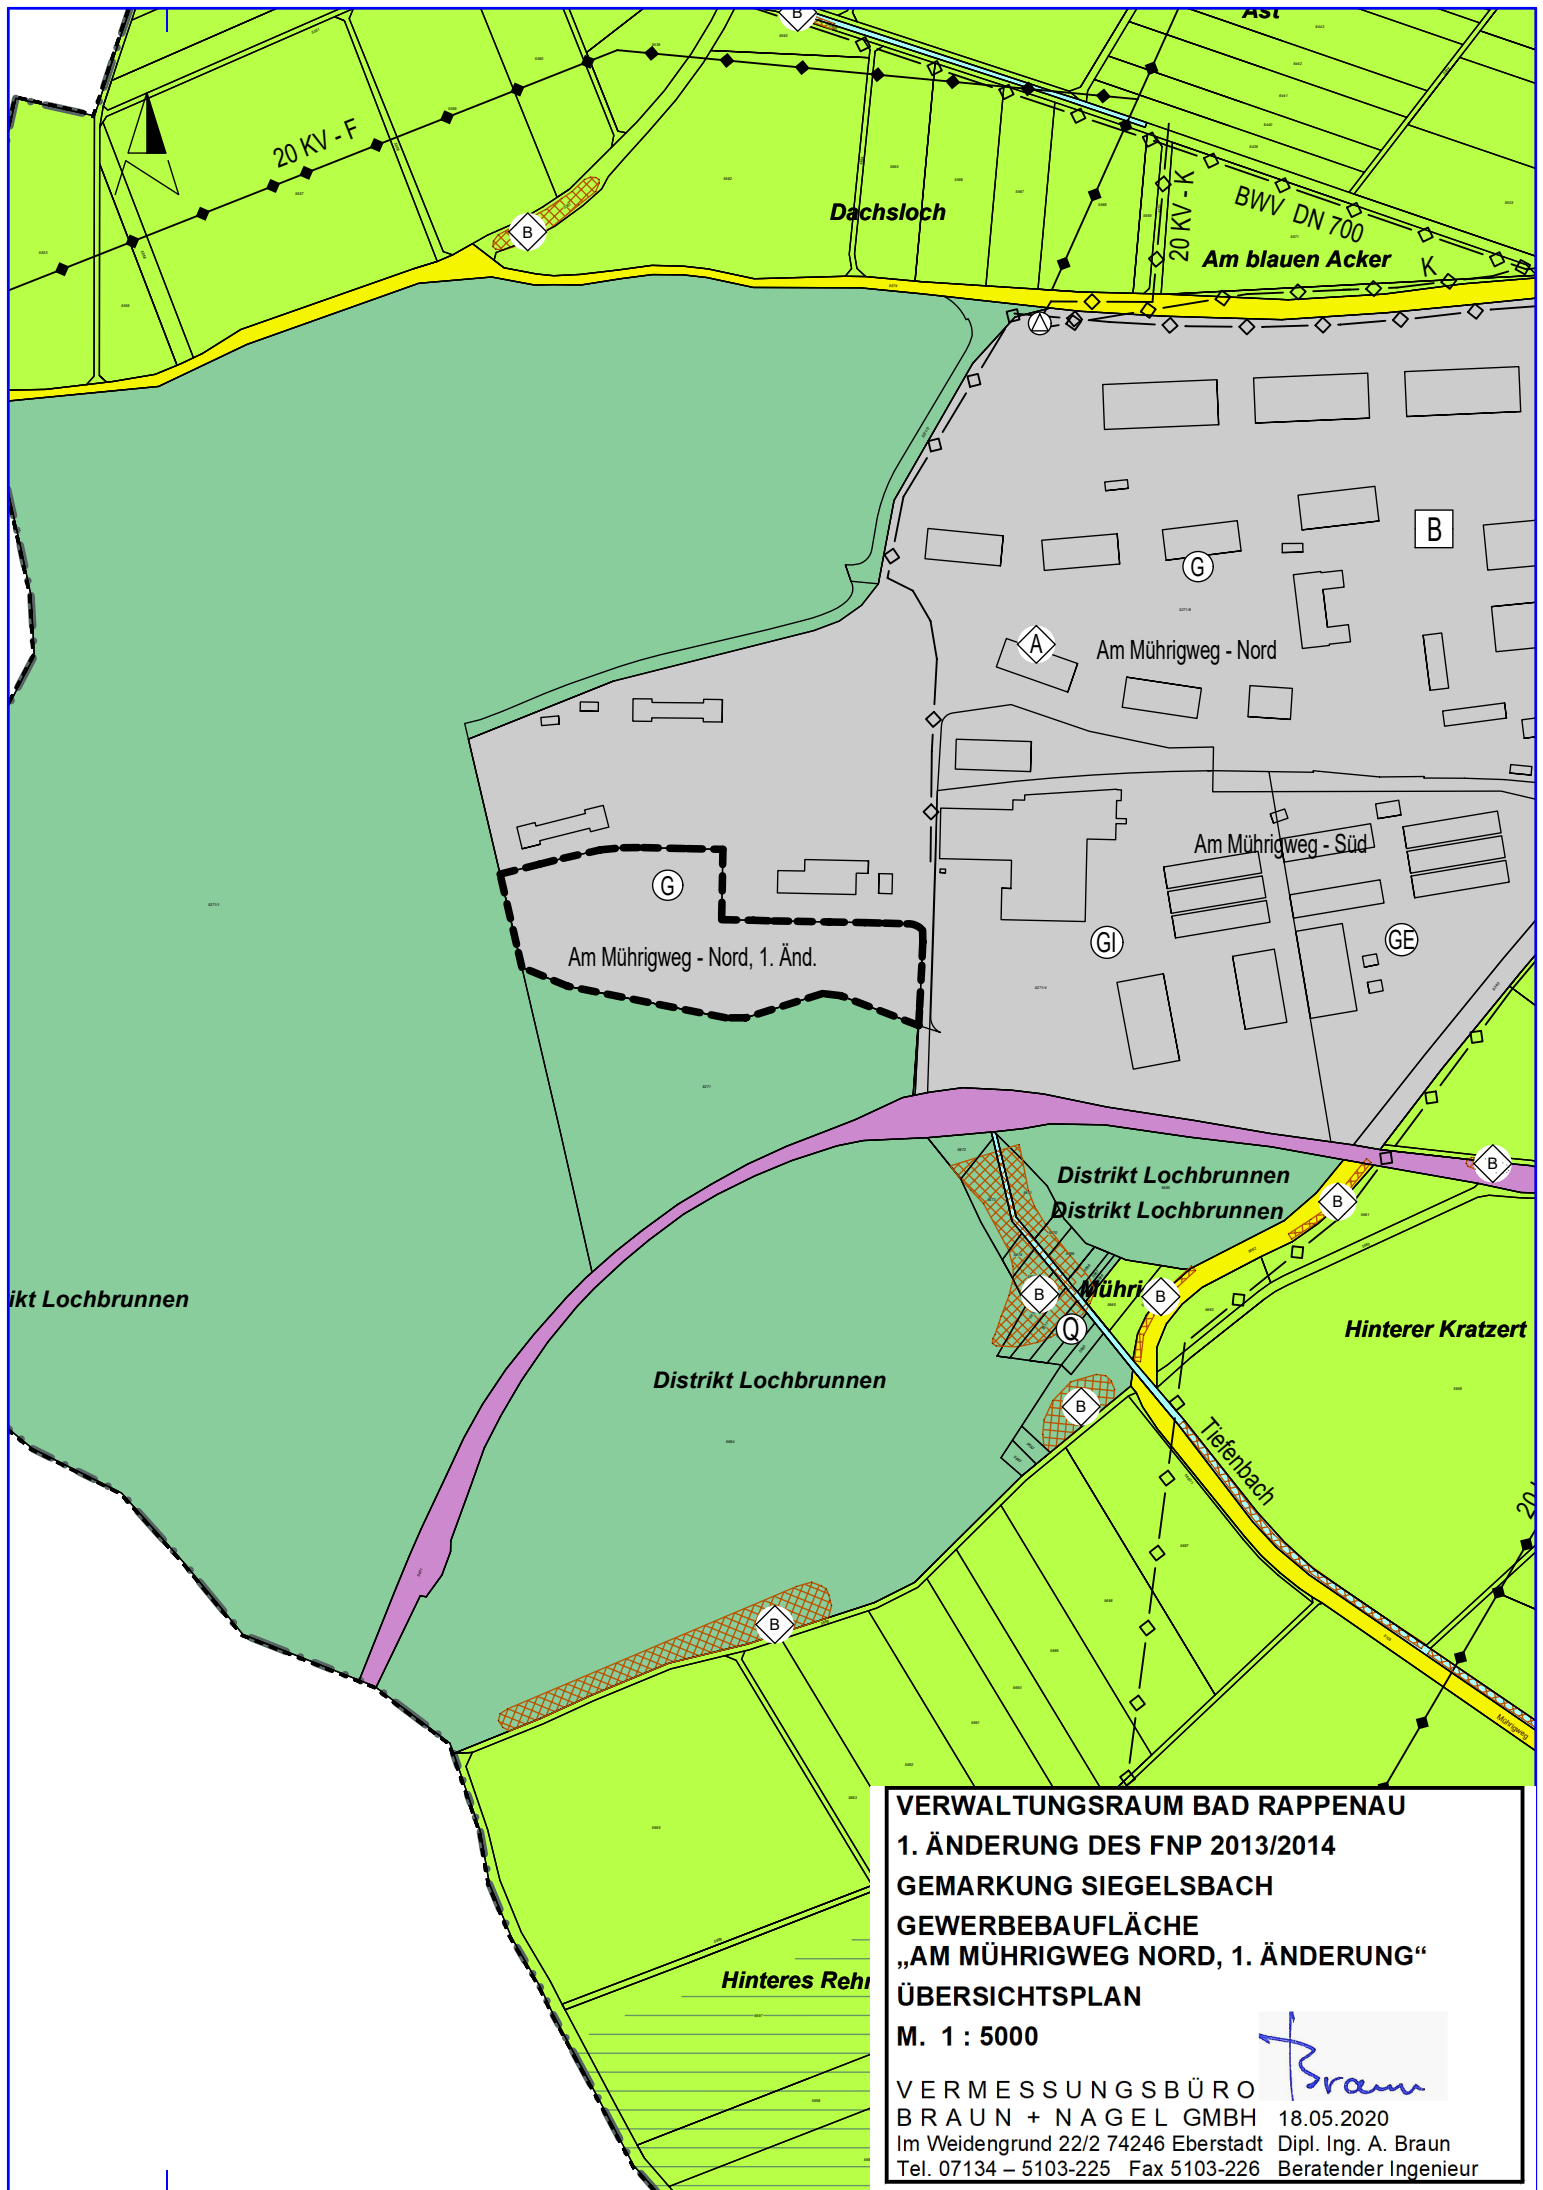 B
Ast
20 KV - F
B
Dachsloch
20 KV - K
BWV DN 700
Am blauen Acker
K
B
G
A
Am Mührigweg - Nord
Am Mührigweg - Süd
G
GI
GE
Am Mührigweg - Nord, 1. Änd.
Distrikt Lochbrunnen
B
Distrikt Lochbrunnen
B
ikt Lochbrunnen
B
Mühri
B
Q
Hinterer Kratzert
Distrikt Lochbrunnen
B
Tiefenbach
20
B
Mührigweg
Hinteres Rehr
VERWALTUNGSRAUM BAD RAPPENAU
1. ÄNDERUNG DES FNP 2013/2014
GEMARKUNG SIEGELSBACH
GEWERBEBAUFLÄCHE
„AM MÜHRIGWEG NORD, 1. ÄNDERUNG“
ÜBERSICHTSPLAN
M. 1 : 5000
Braun
VERMESSUNGSBÜRO
BRAUN + NAGEL GMBH 18.05.2020
Im Weidengrund 22/2 74246 Eberstadt Dipl. Ing. A. Braun
Tel. 07134 – 5103-225 Fax 5103-226 Beratender Ingenieur